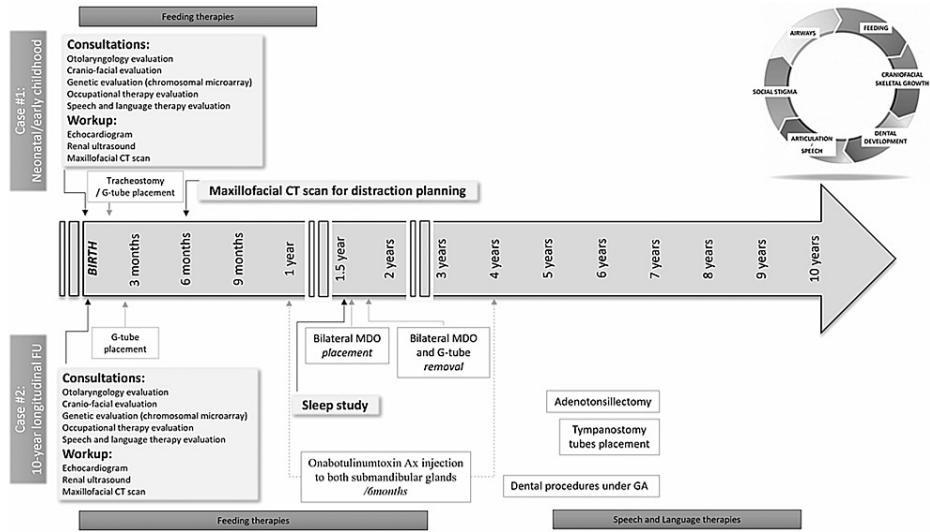 Feeding therapies
Case #1:
Neonatal/early childhood
Consultations:
Otolaryngology evaluation
Cranio-facial evaluation
Genetic evaluation (chromosomal microarray)
Occupational therapy evaluation
Speech and language therapy evaluation
Workup:
Echocardiogram
Renal ultrasound
Maxillofacial CT scan
AIRWAYS
FEEDING
CRANIOFACIAL
SKELETAL GROWTH
DENTAL
DEVELOPMENT
ARTICULATION
SPEECH
SOCIAL STIGMA
Tracheostomy
/ G-tube placement
Maxillofacial CT scan for distraction planning
BIRTH
3 months
6 months
9 months
1 year
1.5 year
2 years
3 years
4 years
5 years
6 years
7 years
8 years
9 years
10 years
Case #2:
10-year longitudinal FU
G-tube
placement
Bilateral MDO
placement
Bilateral MDO
and G-tube
removal
Consultations:
Otolaryngology evaluation
Cranio-facial evaluation
Genetic evaluation (chromosomal microarray)
Occupational therapy evaluation
Speech and language therapy evaluation
Workup:
Echocardiogram
Renal ultrasound
Maxillofacial CT scan
Sleep study
Adenotonsillectomy
Tympanostomy
tubes placement
Onabotulinumtoxin Ax injection
to both submandibular glands
/6months
Dental procedures under GA
Feeding therapies
Speech and Language therapies